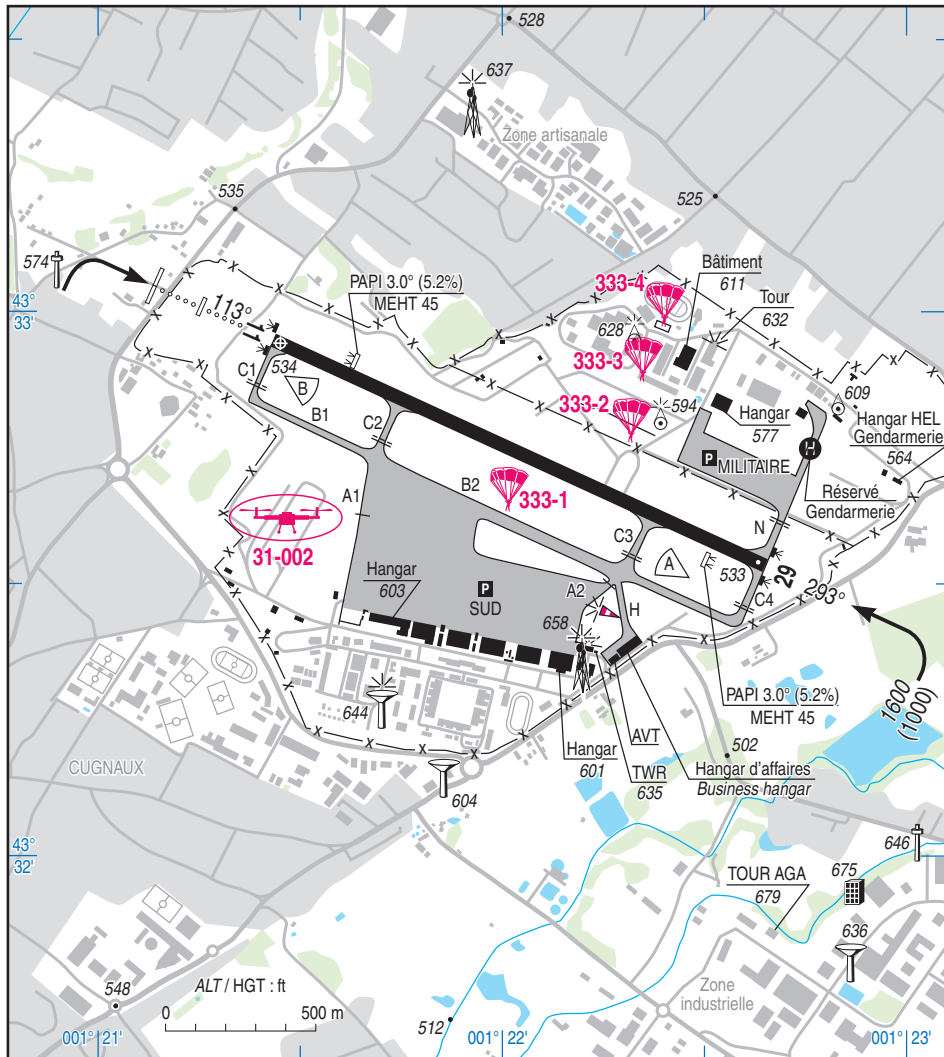 528
637
Zone artisanale
535
525
574
PAPI 3.0° (5.2%)
MEHT 45
Bâtiment
611
333-4
Tour
632
43°
33'
113°
11
628
333-3
534
C1
B
609
333-2
594
B1
C2
Hangar
577
Hangar HEL
Gendarmerie
564
P MILITAIRE
H
B2
333-1
Réservé
Gendarmerie
A1
N
C3
31-002
A
533
29
Hangar
603
P
SUD
A2
H
C4
293°
658
1600
(1000)
644
PAPI 3.0° (5.2%)
MEHT 45
AVT
502
CUGNAUX
Hangar
601
TWR
635
Hangar d'affaires
Business hangar
604
43°
32'
646
TOUR AGA
679
675
636
ALT / HGT : ft
Zone
industrielle
548
0 500 m
512
001° 21'
001° 22'
001° 23'